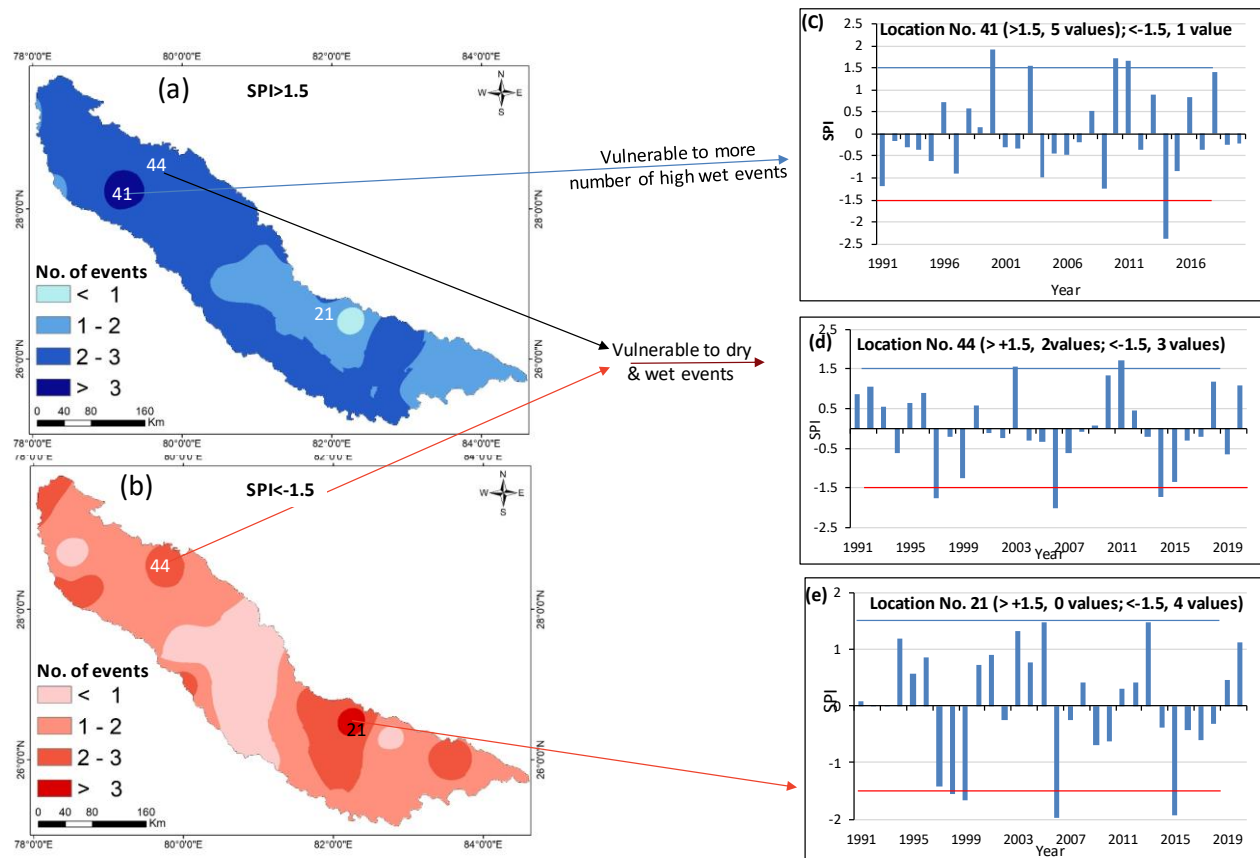 78°0'0"E 80°0'0"E 82°0'0"E 84°0'0"E
(a)
SPI>1.5
N
W E
S
44
41
21
28°0'0"N
28°0'0"N
26°0'0"N
26°0'0"N
No. of events
< 1
1 - 2
2 - 3
> 3
0 40 80 160
Km
78°0'0"E 80°0'0"E 82°0'0"E 84°0'0"E
(b)
SPI<-1.5
N
W E
S
44
21
28°0'0"N
28°0'0"N
26°0'0"N
26°0'0"N
No. of events
< 1
1 - 2
2 - 3
> 3
0 40 80 160
Km
78°0'0"E 80°0'0"E 82°0'0"E 84°0'0"E
Vulnerable to more
number of high wet events
Vulnerable to dry
& wet events
(C)
Location No. 41 (>1.5, 5 values); <-1.5, 1 value
2.5
2
1.5
1
0.5
0
-0.5
-1
-1.5
-2
-2.5
SPI
1991 1996 2001 2006 2011 2016
Year
(d)
Location No. 44 (> +1.5, 2values; <-1.5, 3 values)
2.5
1.5
0.5
-0.5
-1.5
-2.5
SPI
1991 1995 1999 2003 2007 2011 2015 2019
Year
(e)
Location No. 21 (> +1.5, 0 values; <-1.5, 4 values)
2
1
0
-1
-2
SPI
1991 1995 1999 2003 2007 2011 2015 2019
Year